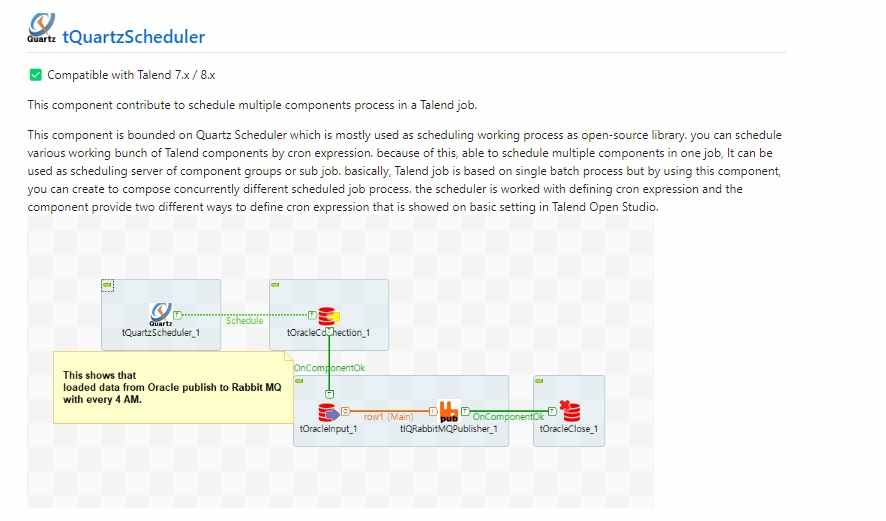 Quartz
tQuartzScheduler
Compatible with Talend 7.x / 8.x
This component contribute to schedule multiple components process in a Talend job.
This component is bounded on Quartz Scheduler which is mostly used as scheduling working process as open-source library. you can schedule
various working bunch of Talend components by cron expression. because of this, able to schedule multiple components in one job, It can be
used as scheduling server of component groups or sub job. basically, Talend job is based on single batch process but by using this component,
you can create to compose concurrently different scheduled job process. the scheduler is worked with defining cron expression and the
component provide two different ways to define cron expression that is showed on basic setting in Talend Open Studio.
Quartz
Schedule
tQuartzScheduler_1
tOracleConnection_1
This shows that
loaded data from Oracle publish to Rabbit MQ
with every 4 AM.
OnComponentOk
row1 (Main)
pub
OnComponentOk
tOracleInput_1
tIQRabbitMQPublisher_1
tOracleClose_1